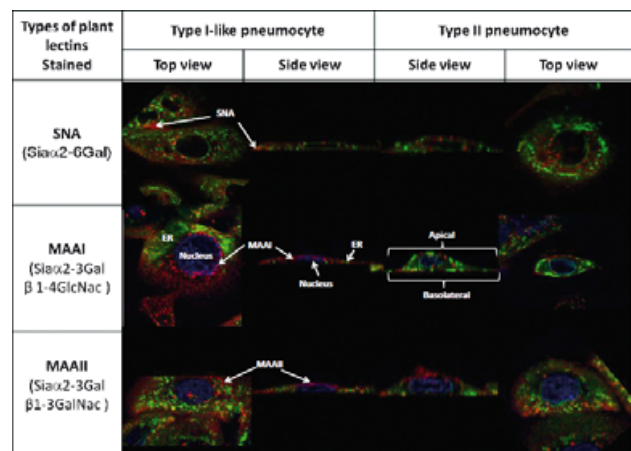 Types of plant
lectins
Stained
Type I-like pneumocyte
Type II pneumocyte
Top view
Side view
Side view
Top view
SNA
(Siaα2-6Gal)
SNA
MAAI
(Siaα2-3Gal
β1-4GlcNac )
ER
Nucleus
MAAI
ER
Nucleus
Apical
Basolateral
MAAII
(Siaα2-3Gal
β1-3GalNac )
MAAII